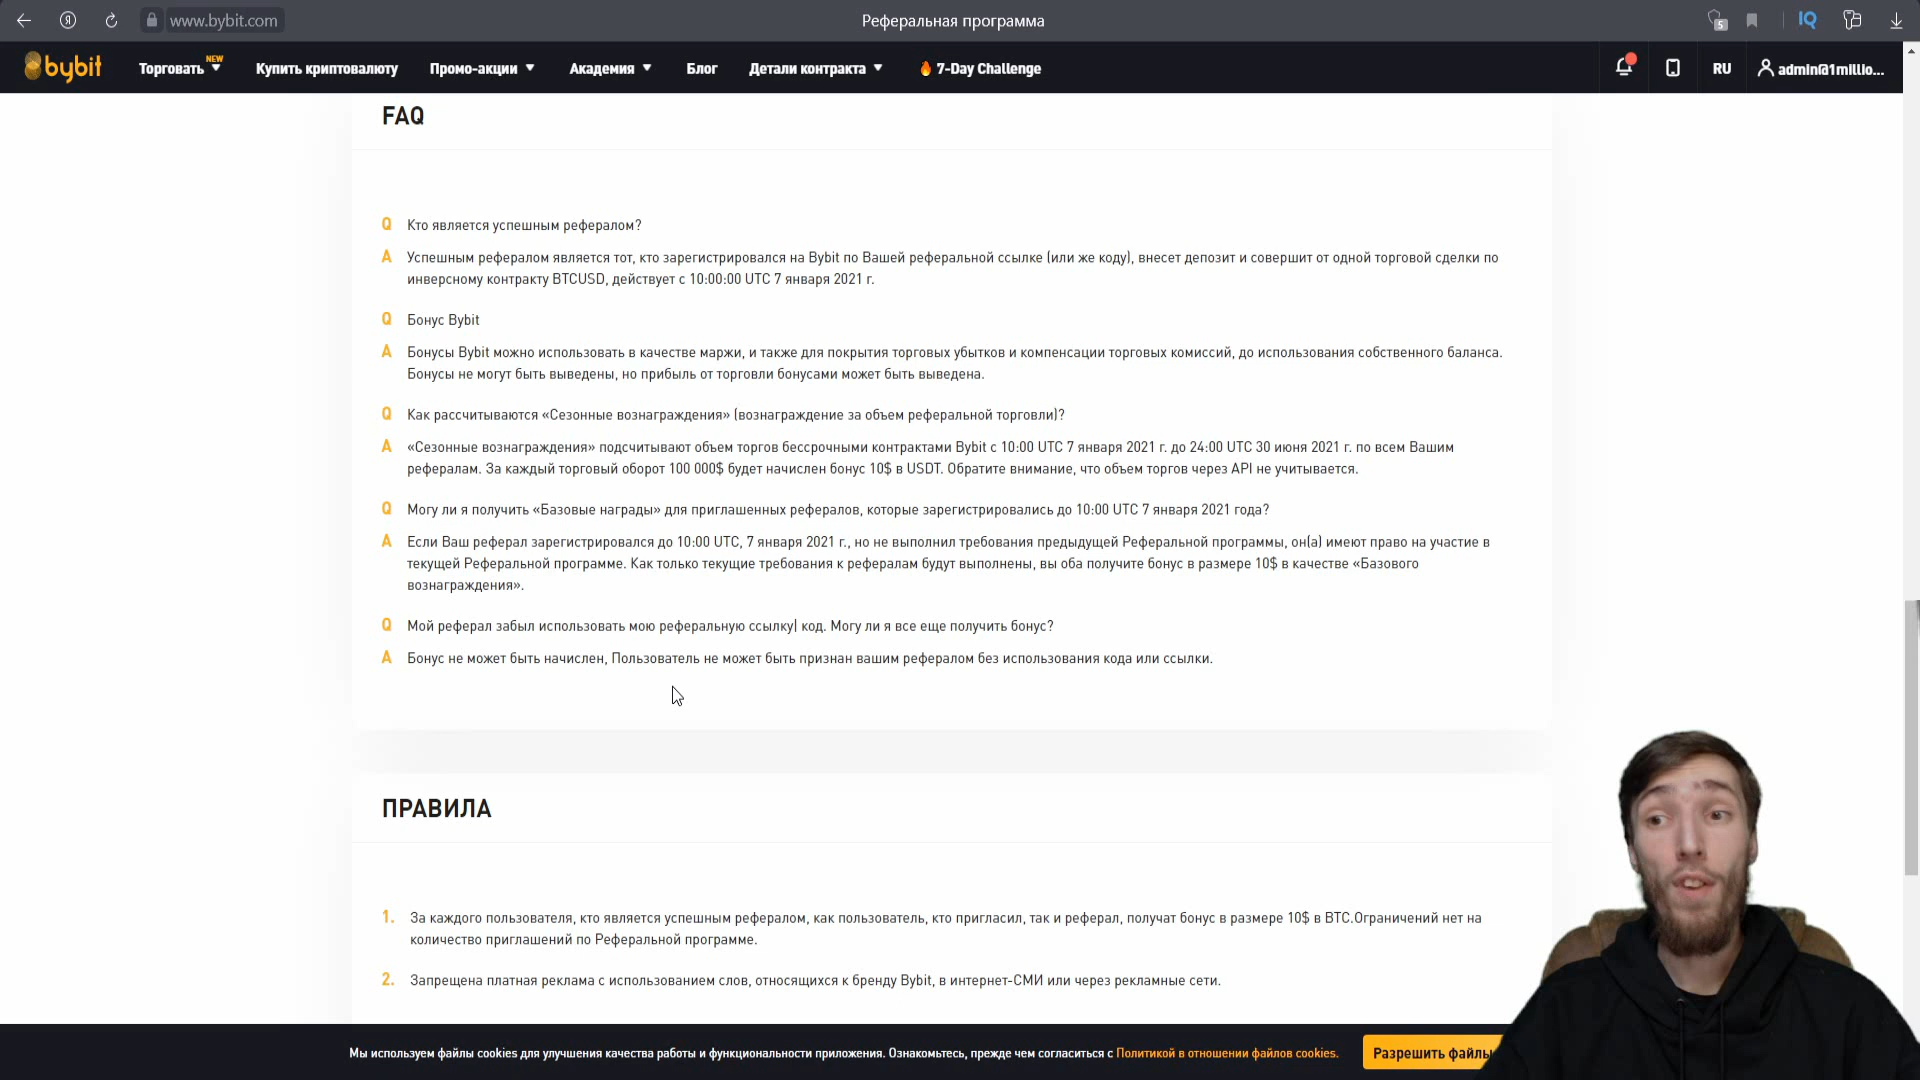 www.bybit.com
Реферальная программа
5
IQ
bybit
Торговать
NEW
Купить криптовалюту
Промо-акции
Академия
Блог
Детали контракта
7-Day Challenge
RU
admin@1millio...
FAQ
Q Кто является успешным рефералом?
A Успешным рефералом является тот, кто зарегистрировался на Bybit по Вашей реферальной ссылке (или же коду), внесет депозит и совершит от одной торговой сделки по
инверсному контракту BTCUSD, действует с 10:00:00 UTC 7 января 2021 г.
Q Бонус Bybit
A Бонусы Bybit можно использовать в качестве маржи, и также для покрытия торговых убытков и компенсации торговых комиссий, до использования собственного баланса.
Бонусы не могут быть выведены, но прибыль от торговли бонусами может быть выведена.
Q Как рассчитываются «Сезонные вознаграждения» (вознаграждение за объем реферальной торговли)?
A «Сезонные вознаграждения» подсчитывают объем торгов бессрочными контрактами Bybit с 10:00 UTC 7 января 2021 г. до 24:00 UTC 30 июня 2021 г. по всем Вашим
рефералам. За каждый торговый оборот 100 000$ будет начислен бонус 10$ в USDT. Обратите внимание, что объем торгов через API не учитывается.
Q Могу ли я получить «Базовые награды» для приглашенных рефералов, которые зарегистрировались до 10:00 UTC 7 января 2021 года?
A Если Ваш реферал зарегистрировался до 10:00 UTC, 7 января 2021 г., но не выполнил требования предыдущей Реферальной программы, он(а) имеют право на участие в
текущей Реферальной программе. Как только текущие требования к рефералам будут выполнены, вы оба получите бонус в размере 10$ в качестве «Базового
вознаграждения».
Q Мой реферал забыл использовать мою реферальную ссылку| код. Могу ли я все еще получить бонус?
A Бонус не может быть начислен, Пользователь не может быть признан вашим рефералом без использования кода или ссылки.
ПРАВИЛА
1. За каждого пользователя, кто является успешным рефералом, как пользователь, кто пригласил, так и реферал, получат бонус в размере 10$ в BTC.Ограничений нет на
количество приглашений по Реферальной программе.
2. Запрещена платная реклама с использованием слов, относящихся к бренду Bybit, в интернет-СМИ или через рекламные сети.
Мы используем файлы cookies для улучшения качества работы и функциональности приложения. Ознакомьтесь, прежде чем согласиться с Политикой в отношении файлов cookies.
Разрешить файлы